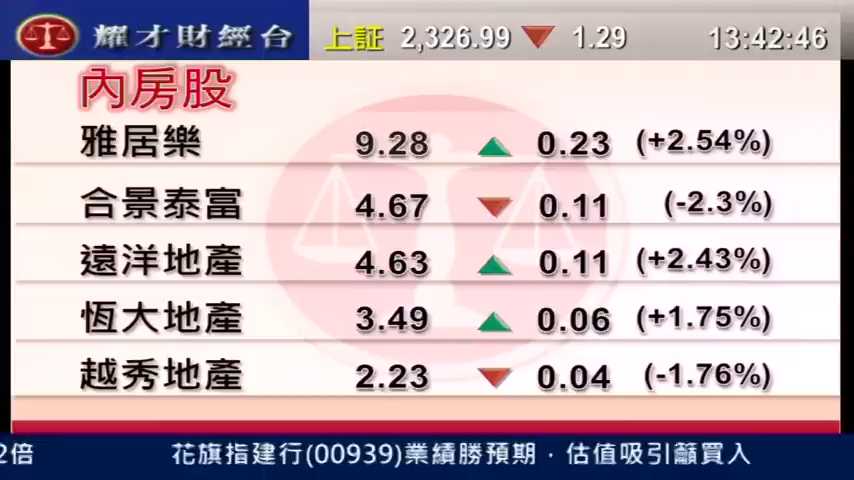 耀才財經台 上証 2,326.99 ▼ 1.29 13:42:46
內房股
雅居樂 9.28 ▲ 0.23 (+2.54%)
合景泰富 4.67 ▼ 0.11 (-2.3%)
遠洋地產 4.63 ▲ 0.11 (+2.43%)
恆大地產 3.49 ▲ 0.06 (+1.75%)
越秀地產 2.23 ▼ 0.04 (-1.76%)
2倍 花旗指建行(00939)業績勝預期﹒估值吸引籲買入